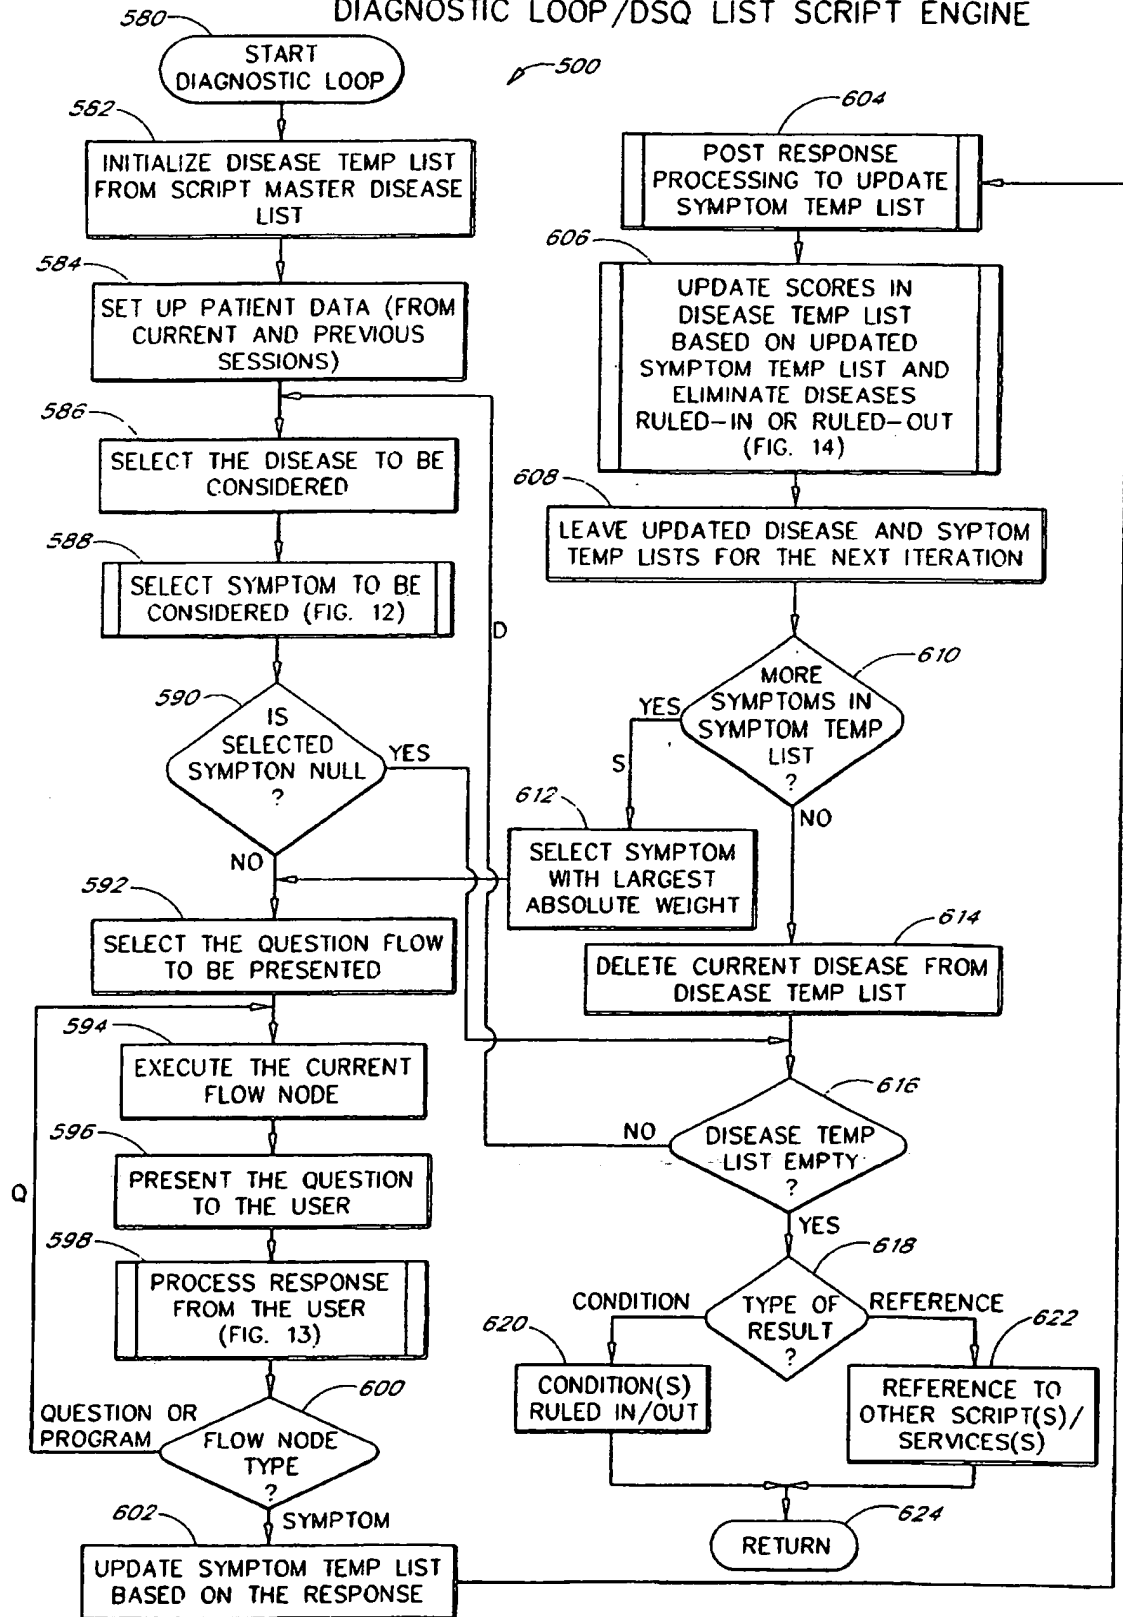 DIAGNOSTIC LOOP/DSQ LIST SCRIPT ENGINE
580
START
DIAGNOSTIC LOOP
500
582
INITIALIZE DISEASE TEMP LIST
FROM SCRIPT MASTER DISEASE
LIST
584
SET UP PATIENT DATA (FROM
CURRENT AND PREVIOUS
SESSIONS)
586
SELECT THE DISEASE TO BE
CONSIDERED
588
SELECT SYMPTOM TO BE
CONSIDERED (FIG. 12)
D
590
IS
SELECTED
SYMPTON NULL
?
YES
NO
592
SELECT THE QUESTION FLOW
TO BE PRESENTED
594
EXECUTE THE CURRENT
FLOW NODE
596
PRESENT THE QUESTION
TO THE USER
Q
598
PROCESS RESPONSE
FROM THE USER
(FIG. 13)
600
QUESTION OR
PROGRAM
FLOW NODE
TYPE
?
SYMPTOM
602
UPDATE SYMPTOM TEMP LIST
BASED ON THE RESPONSE
604
POST RESPONSE
PROCESSING TO UPDATE
SYMPTOM TEMP LIST
606
UPDATE SCORES IN
DISEASE TEMP LIST
BASED ON UPDATED
SYMPTOM TEMP LIST AND
ELIMINATE DISEASES
RULED-IN OR RULED-OUT
(FIG. 14)
608
LEAVE UPDATED DISEASE AND SYPTOM
TEMP LISTS FOR THE NEXT ITERATION
610
MORE
SYMPTOMS IN
SYMPTOM TEMP
LIST
?
YES
S
NO
612
SELECT SYMPTOM
WITH LARGEST
ABSOLUTE WEIGHT
614
DELETE CURRENT DISEASE FROM
DISEASE TEMP LIST
616
NO
DISEASE TEMP
LIST EMPTY
?
YES
618
TYPE OF
RESULT
?
CONDITION
REFERENCE
620
CONDITION(S)
RULED IN/OUT
622
REFERENCE TO
OTHER SCRIPT(S)/
SERVICES(S)
624
RETURN